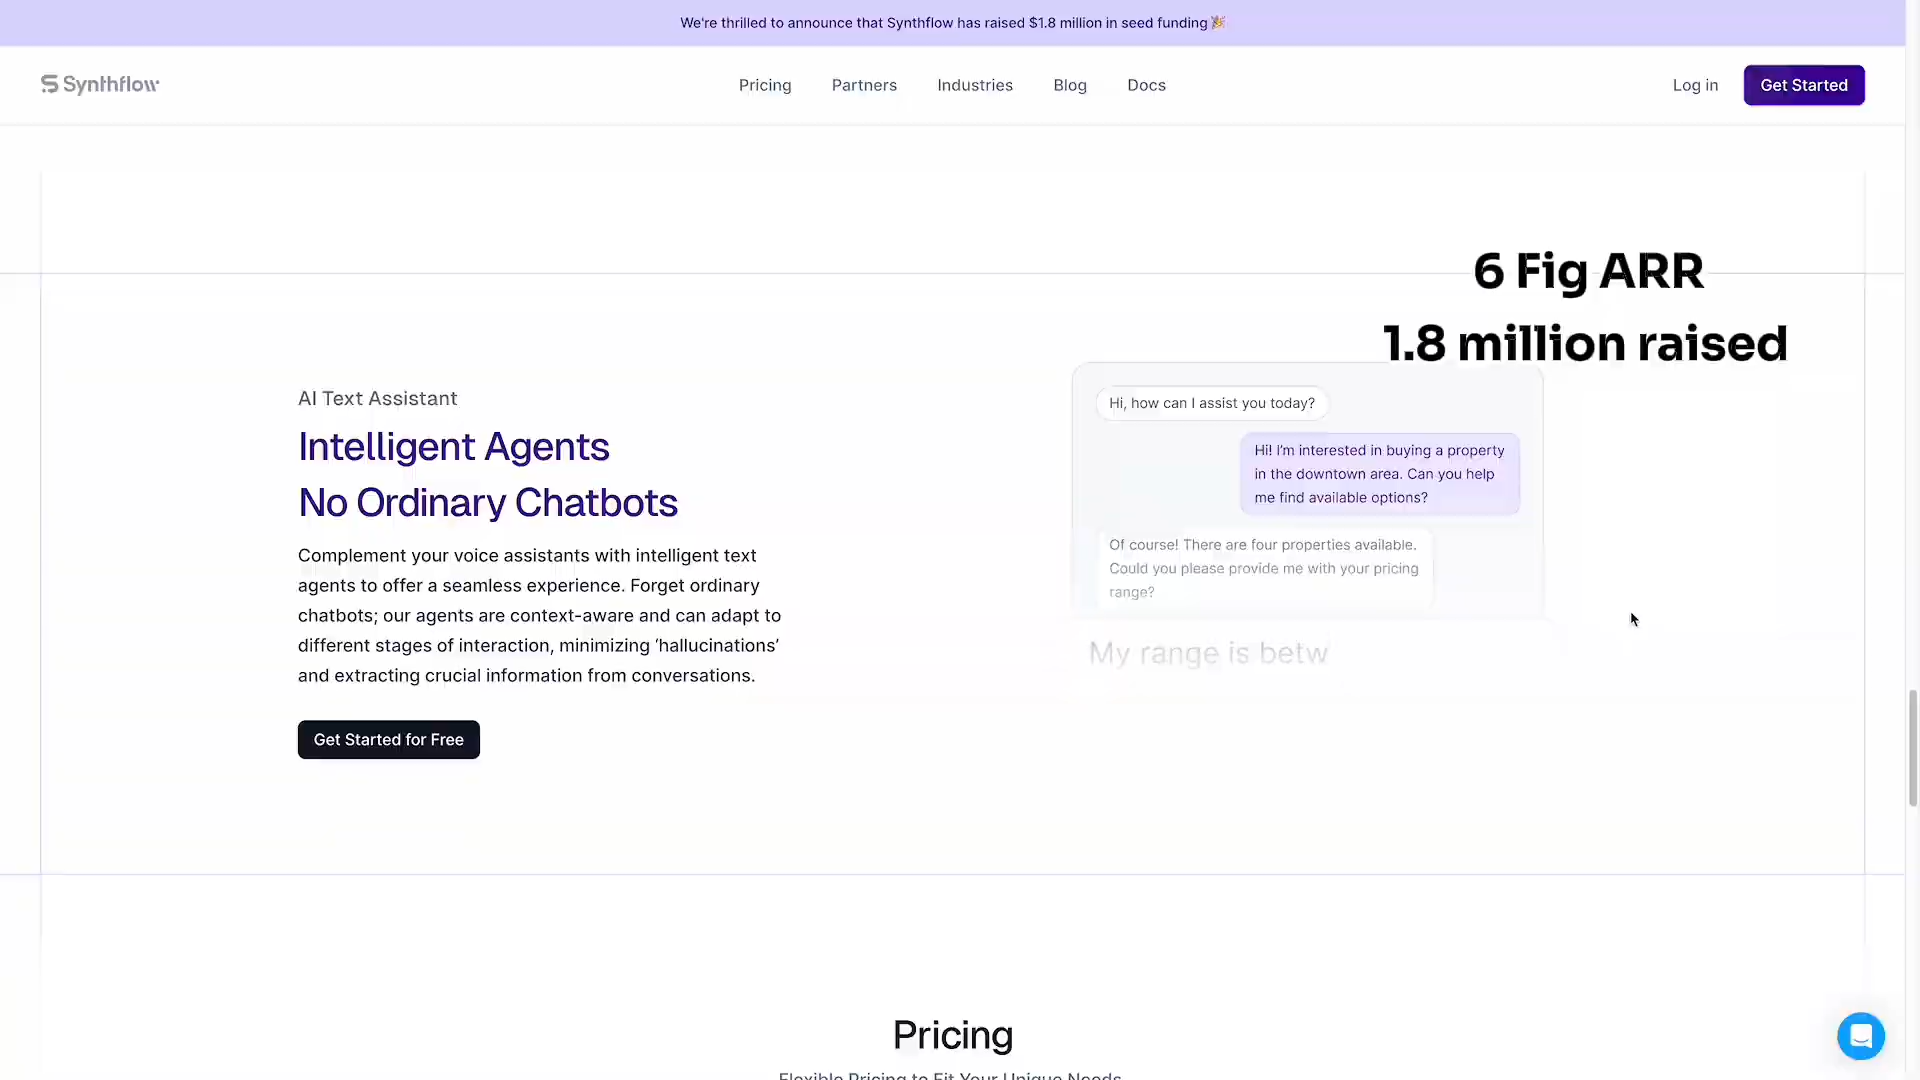 We're thrilled to announce that Synthflow has raised $1.8 million in seed funding 🎉
Synthflow
Pricing
Partners
Industries
Blog
Docs
Log in
Get Started
6 Fig ARR
1.8 million raised
AI Text Assistant
Intelligent Agents
No Ordinary Chatbots
Complement your voice assistants with intelligent text
agents to offer a seamless experience. Forget ordinary
chatbots; our agents are context-aware and can adapt to
different stages of interaction, minimizing ‘hallucinations’
and extracting crucial information from conversations.
Get Started for Free
Hi, how can I assist you today?
Hi! I'm interested in buying a property
in the downtown area. Can you help
me find available options?
Of course! There are four properties available.
Could you please provide me with your pricing
range?
My range is betw
Pricing
Flexible Pricing to Fit Your Unique Needs